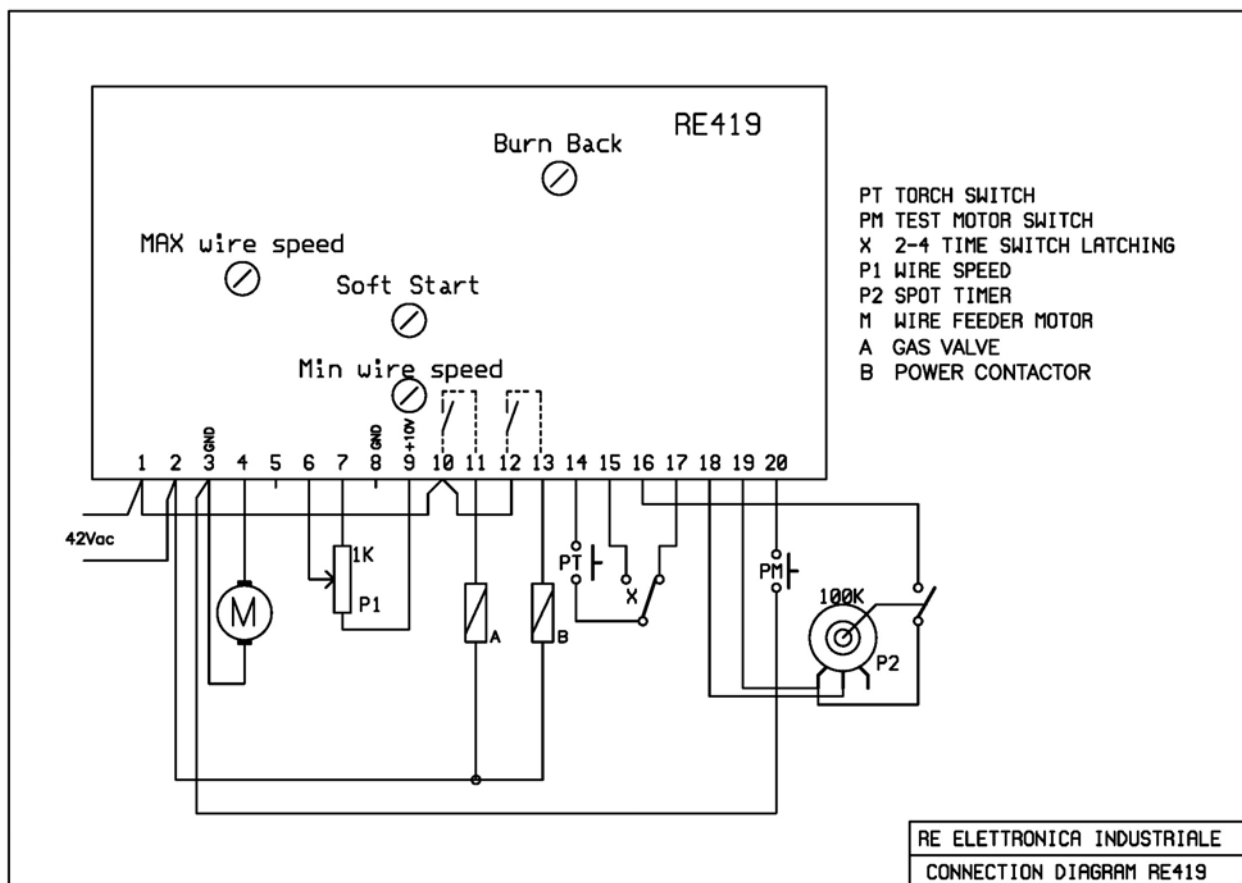 RE419
Burn Back
MAX wire speed
Soft Start
Min wire speed
GND
GND
+10V
1 2 3 4 5 6 7 8 9 10 11 12 13 14 15 16 17 18 19 20
42Vac
1K
P1
M
A
B
PT
X
PM
100K
P2
PT TORCH SWITCH
PM TEST MOTOR SWITCH
X 2-4 TIME SWITCH LATCHING
P1 WIRE SPEED
P2 SPOT TIMER
M WIRE FEEDER MOTOR
A GAS VALVE
B POWER CONTACTOR
RE ELETTRONICA INDUSTRIALE
CONNECTION DIAGRAM RE419